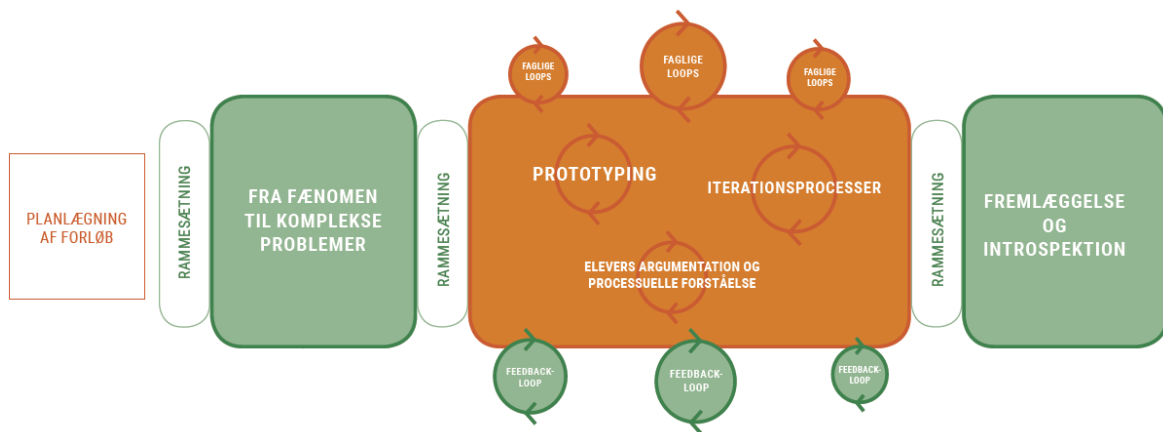 PLANLÆGNING
AF FORLØB
RAMMESÆTNING
FRA FÆNOMEN
TIL KOMPLEKSE
PROBLEMER
RAMMESÆTNING
FAGLIGE
LOOPS
FAGLIGE
LOOPS
FAGLIGE
LOOPS
PROTOTYPING
ITERATIONSPROCESSER
ELEVERS ARGUMENTATION OG
PROCESSUELLE FORSTÅELSE
FEEDBACK-
LOOP
FEEDBACK-
LOOP
FEEDBACK-
LOOP
RAMMESÆTNING
FREMLÆGGELSE
OG
INTROSPEKTION